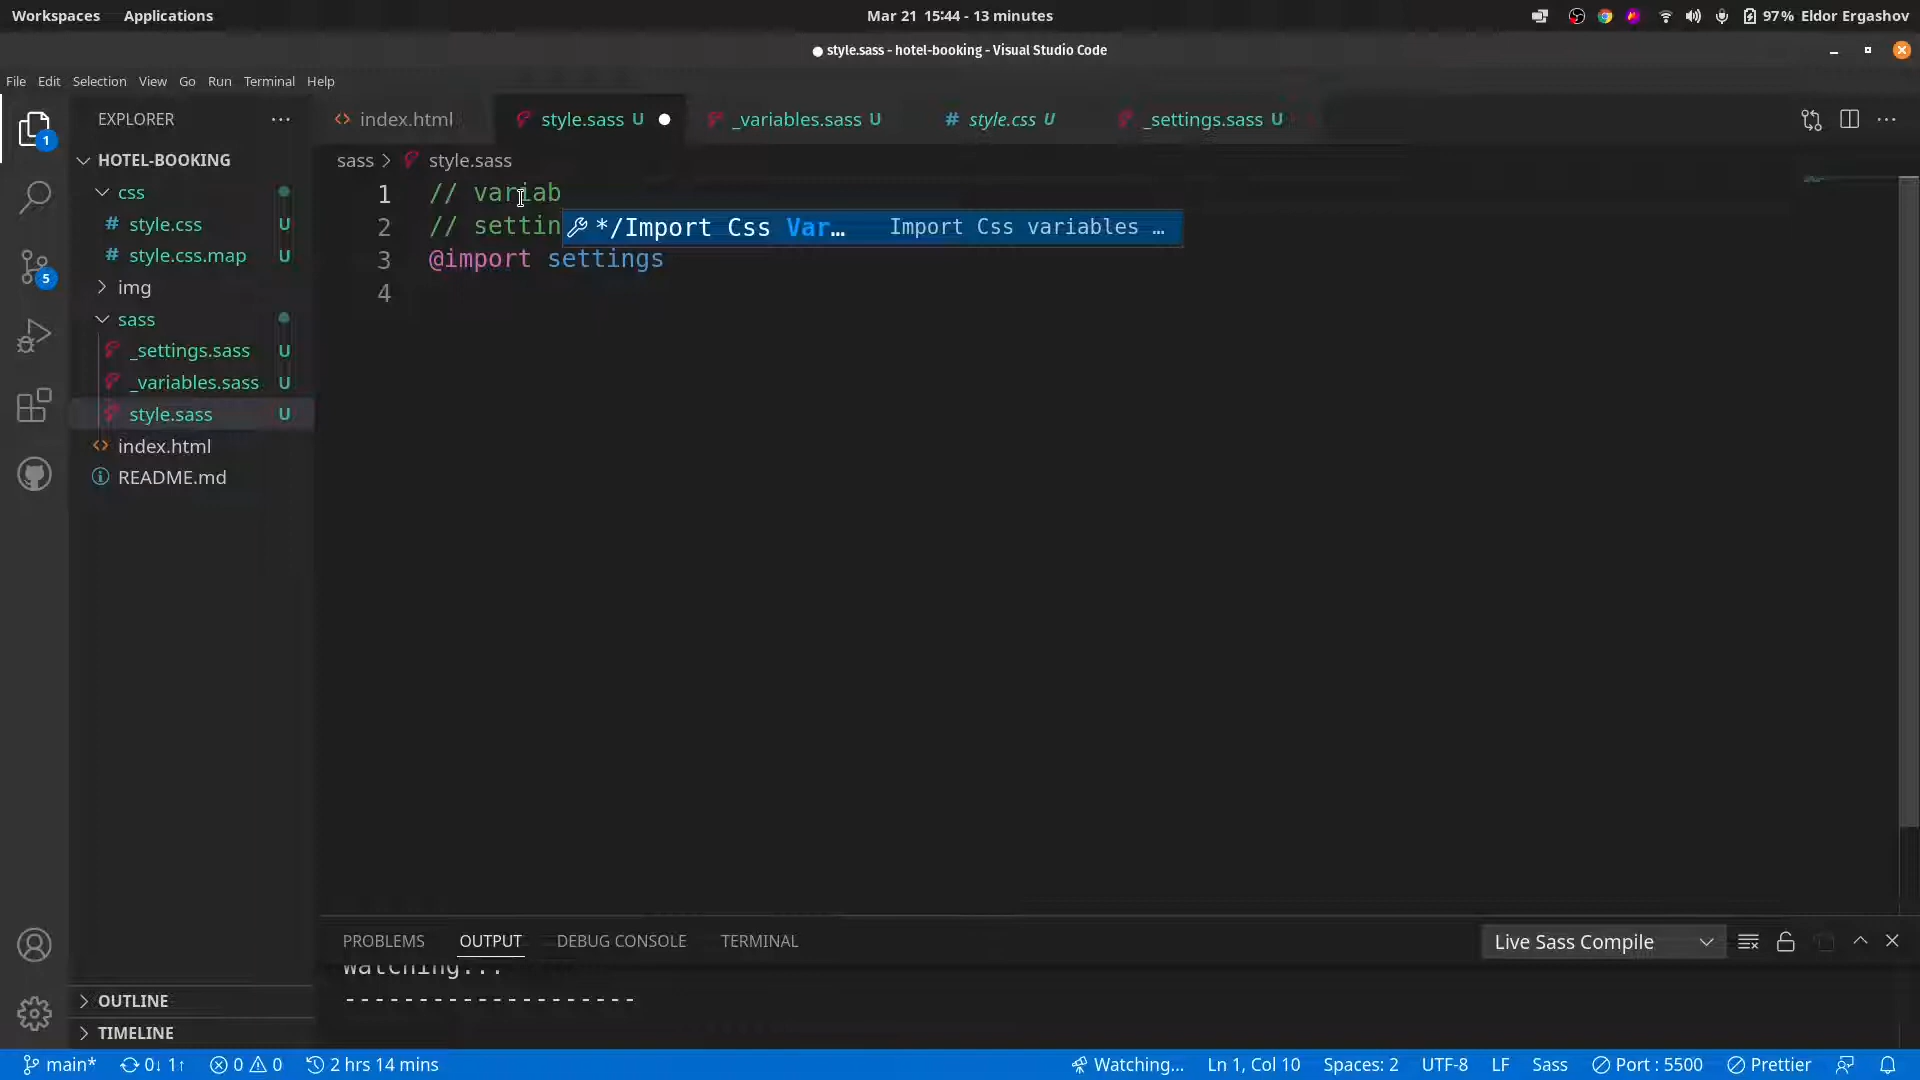 Workspaces Applications Mar 21 15:44 - 13 minutes 97% Eldor Ergashov
style.sass - hotel-booking - Visual Studio Code
File Edit Selection View Go Run Terminal Help
EXPLORER
index.html style.sass U _variables.sass U style.css U _settings.sass U
HOTEL-BOOKING
css
style.css U
style.css.map U
img
sass
_settings.sass U
_variables.sass U
style.sass U
index.html
README.md
OUTLINE
TIMELINE
1
5
sass > style.sass
1 // variab
2 // settin
*/Import Css Var… Import Css variables …
3 @import settings
4
PROBLEMS OUTPUT DEBUG CONSOLE TERMINAL Live Sass Compile
Watching...
--------------------
main* 0↓ 1↑ 0 0 2 hrs 14 mins Watching... Ln 1, Col 10 Spaces: 2 UTF-8 LF Sass Port : 5500 Prettier